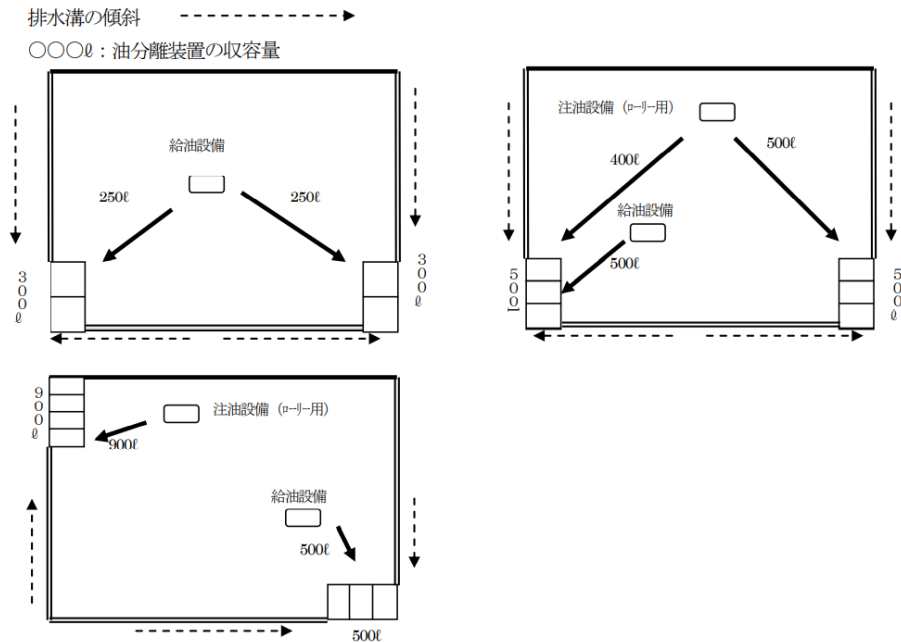 排水溝の傾斜
〇〇〇ℓ：油分離装置の収容量
給油設備
250ℓ
250ℓ
300ℓ
300ℓ
注油設備（ﾛｰﾘｰ用）
400ℓ
500ℓ
給油設備
500ℓ
500l
500ℓ
900ℓ
注油設備（ﾛｰﾘｰ用）
900ℓ
給油設備
500ℓ
500ℓ